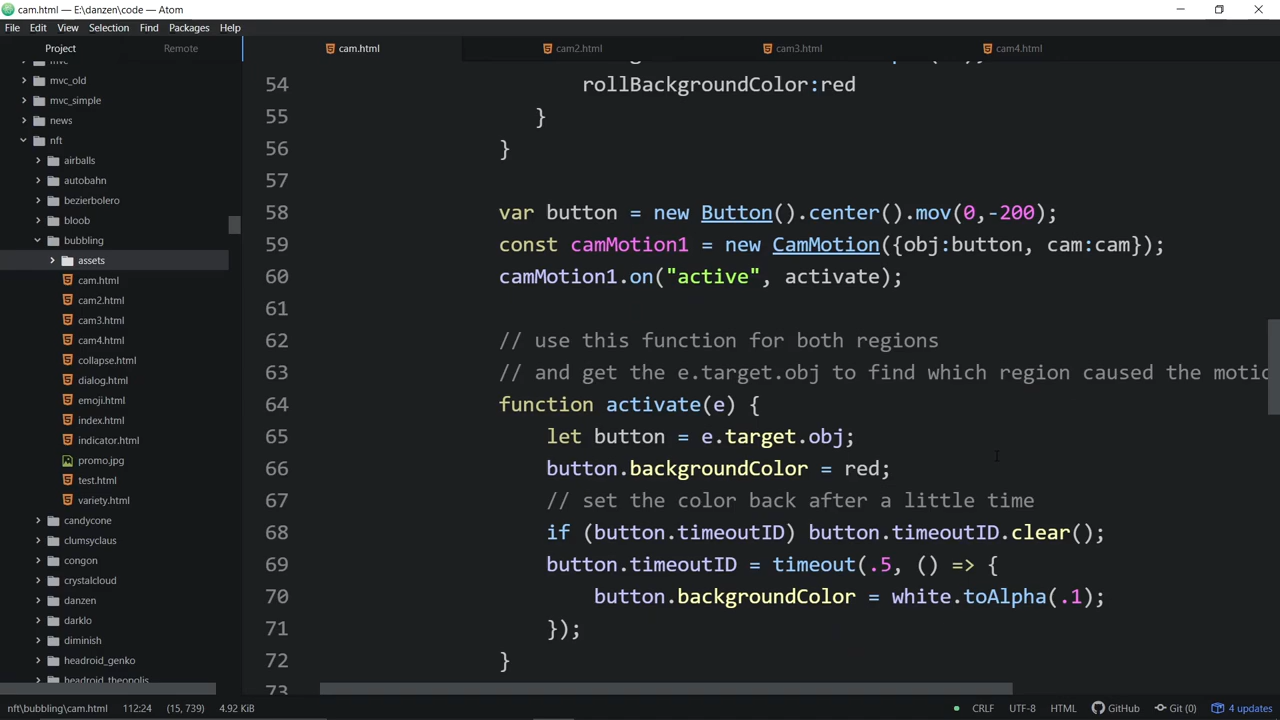 cam.html — E:\danzen\code — Atom
File Edit View Selection Find Packages Help
Project Remote
cam.html cam2.html cam3.html cam4.html
mvc_old
mvc_simple
news
nft
airballs
autobahn
bezierbolero
bloob
bubbling
assets
cam.html
cam2.html
cam3.html
cam4.html
collapse.html
dialog.html
emoji.html
index.html
indicator.html
promo.jpg
test.html
variety.html
candycone
clumsyclaus
congon
crystalcloud
danzen
darklo
diminish
headroid_genko
headroid_theopolis
54 rollBackgroundColor:red
55 }
56 }
57
58 var button = new Button().center().mov(0,-200);
59 const camMotion1 = new CamMotion({obj:button, cam:cam});
60 camMotion1.on("active", activate);
61
62 // use this function for both regions
63 // and get the e.target.obj to find which region caused the motio
64 function activate(e) {
65 let button = e.target.obj;
66 button.backgroundColor = red;
67 // set the color back after a little time
68 if (button.timeoutID) button.timeoutID.clear();
69 button.timeoutID = timeout(.5, () => {
70 button.backgroundColor = white.toAlpha(.1);
71 });
72 }
73
nft\bubbling\cam.html 112:24 (15, 739) 4.92 KiB CRLF UTF-8 HTML GitHub Git (0) 4 updates